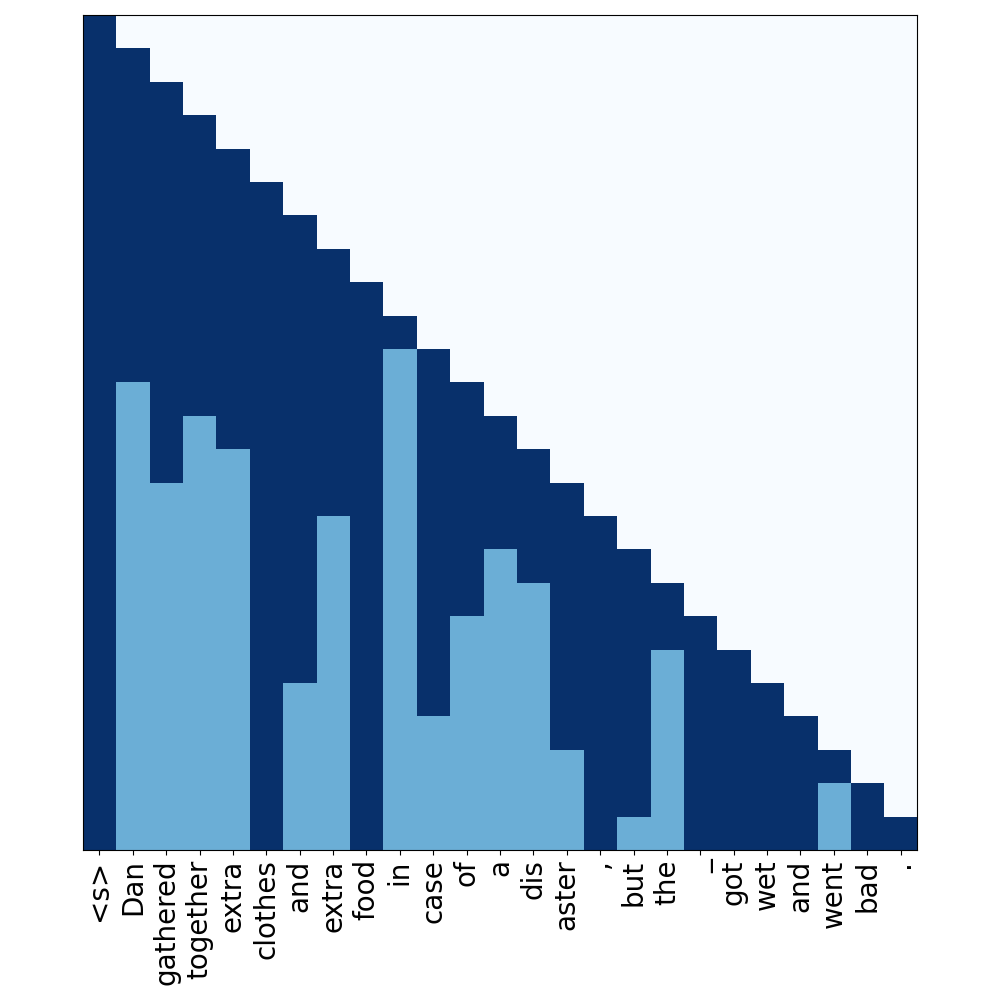 <s> Dan gathered together extra clothes and extra food in case of a dis aster , but the _ got wet and went bad .